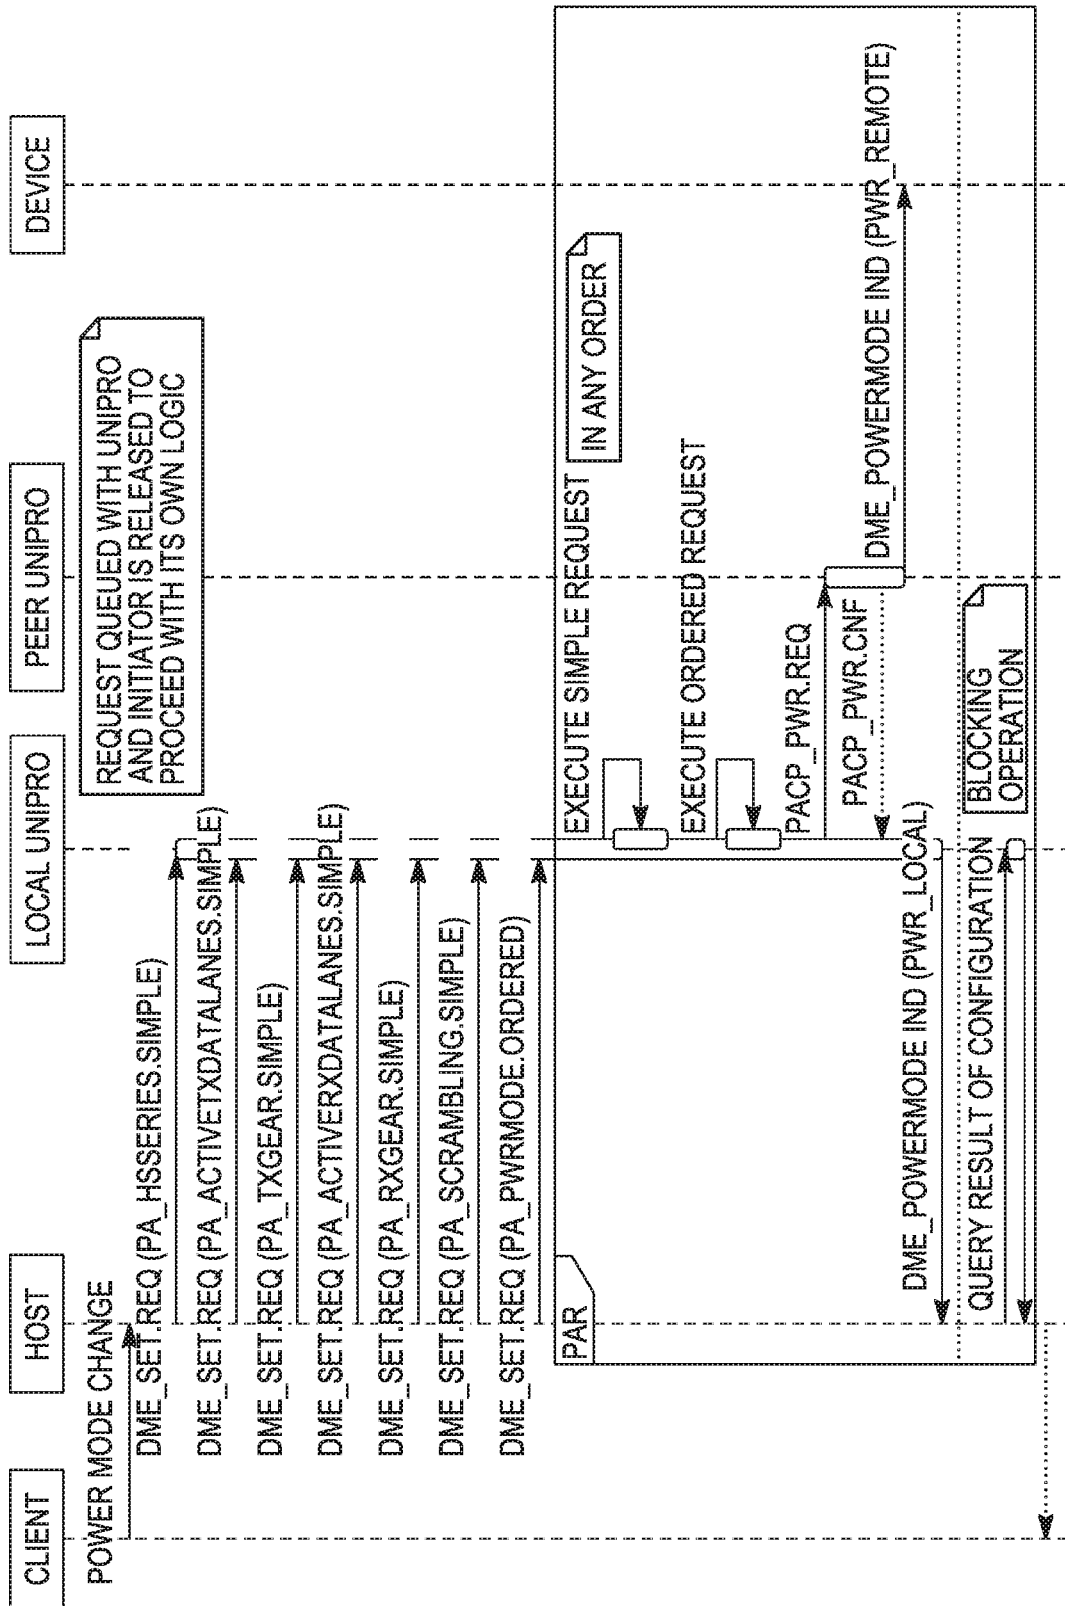 CLIENT
HOST
LOCAL UNIPRO
PEER UNIPRO
DEVICE
POWER MODE CHANGE
REQUEST QUEUED WITH UNIPRO
AND INITIATOR IS RELEASED TO
PROCEED WITH ITS OWN LOGIC
DME_SET.REQ (PA_HSSERIES.SIMPLE)
DME_SET.REQ (PA_ACTIVETXDATALANES.SIMPLE)
DME_SET.REQ (PA_TXGEAR.SIMPLE)
DME_SET.REQ (PA_ACTIVERXDATALANES.SIMPLE)
DME_SET.REQ (PA_RXGEAR.SIMPLE)
DME_SET.REQ (PA_SCRAMBLING.SIMPLE)
DME_SET.REQ (PA_PWRMODE.ORDERED)
PAR
EXECUTE SIMPLE REQUEST
IN ANY ORDER
EXECUTE ORDERED REQUEST
PACP_PWR.REQ
PACP_PWR.CNF
DME_POWERMODE IND (PWR_REMOTE)
DME_POWERMODE IND (PWR_LOCAL)
QUERY RESULT OF CONFIGURATION
BLOCKING
OPERATION